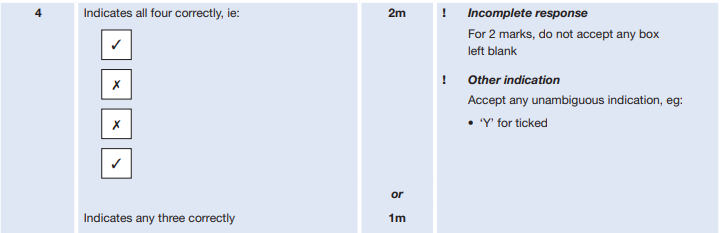 4 Indicates all four correctly, ie: 2m ! Incomplete response
For 2 marks, do not accept any box
left blank
✓
✗
✗
✓
! Other indication
Accept any unambiguous indication, eg:
• ‘Y’ for ticked
or
Indicates any three correctly 1m